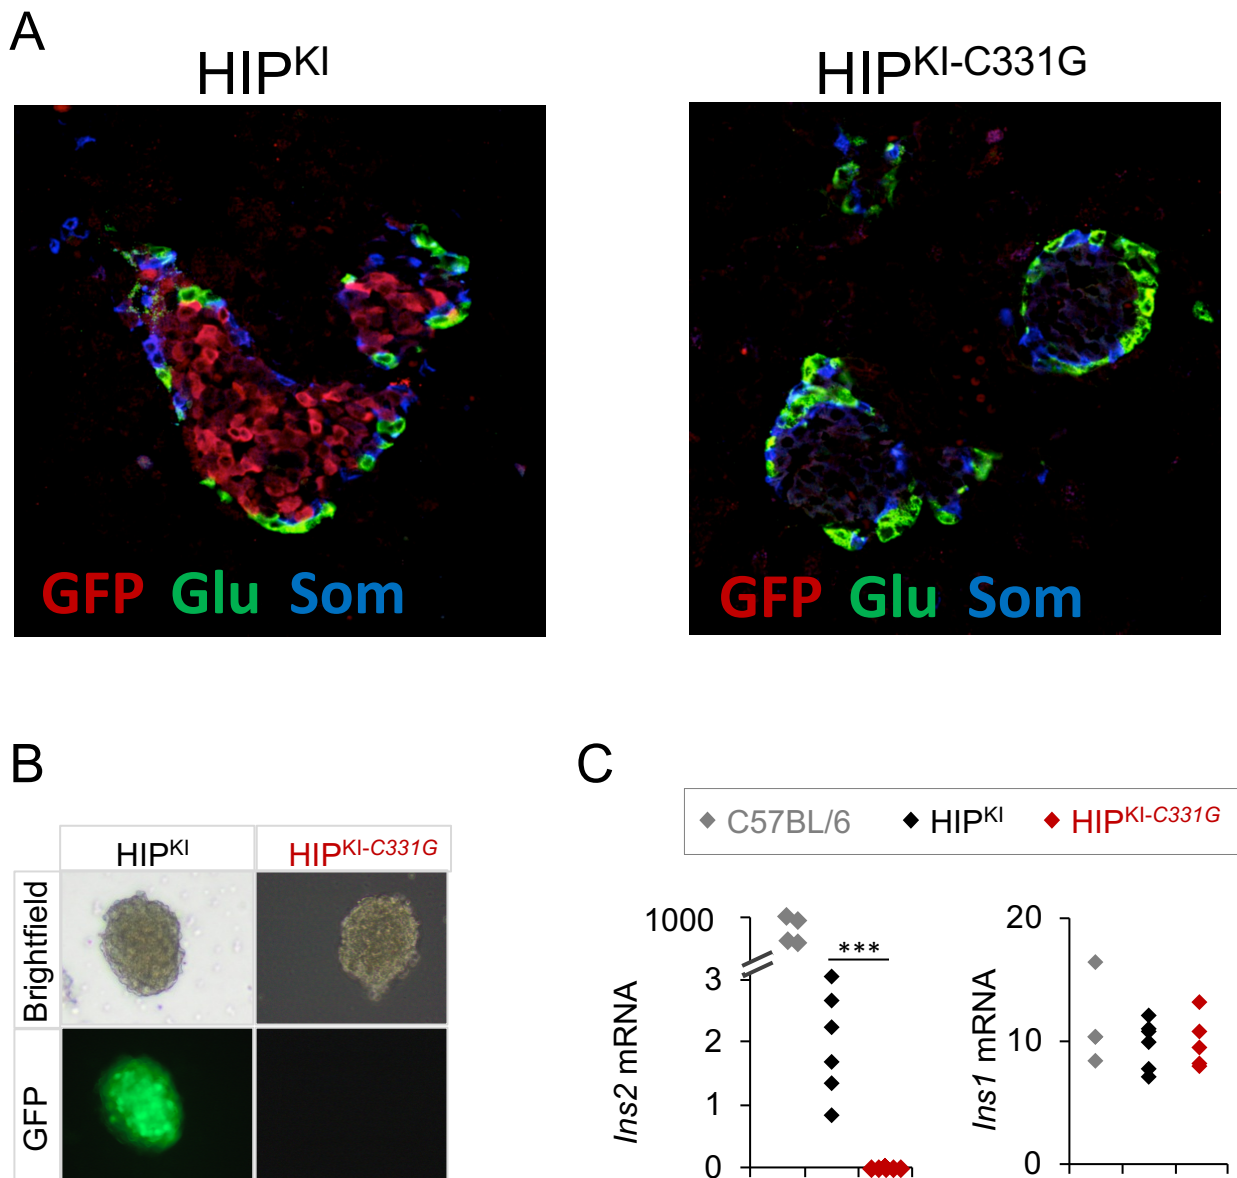 A
HIPKI
HIPKI-C331G
GFP Glu Som
GFP Glu Som
B
HIPKI
HIPKI-C331G
Brightfield
GFP
C
C57BL/6
HIPKI
HIPKI-C331G
Ins2 mRNA
1000
***
3
2
1
0
Ins1 mRNA
20
10
0